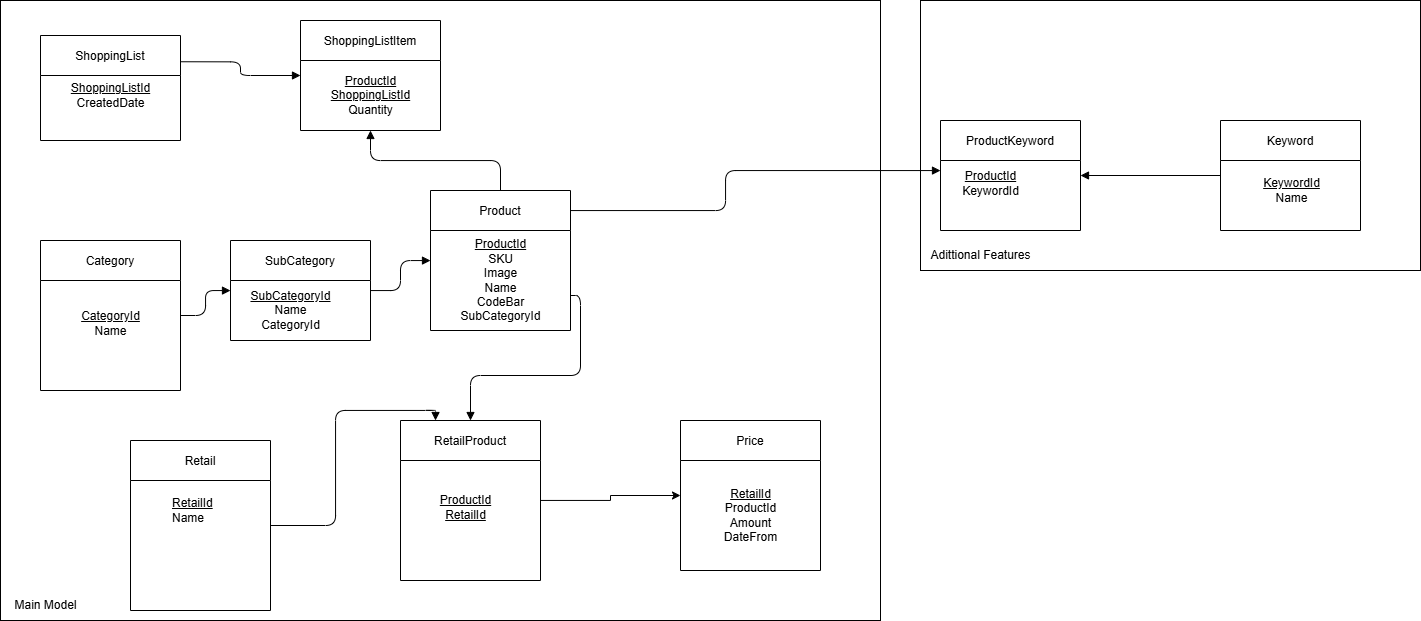 ShoppingList
ShoppingListId
CreatedDate
ShoppingListItem
ProductId
ShoppingListId
Quantity
Product
ProductId
SKU
Image
Name
CodeBar
SubCategoryId
Category
CategoryId
Name
SubCategory
SubCategoryId
Name
CategoryId
Retail
RetailId
Name
RetailProduct
ProductId
RetailId
Price
RetailId
ProductId
Amount
DateFrom
Main Model
ProductKeyword
ProductId
KeywordId
Keyword
KeywordId
Name
Adittional Features